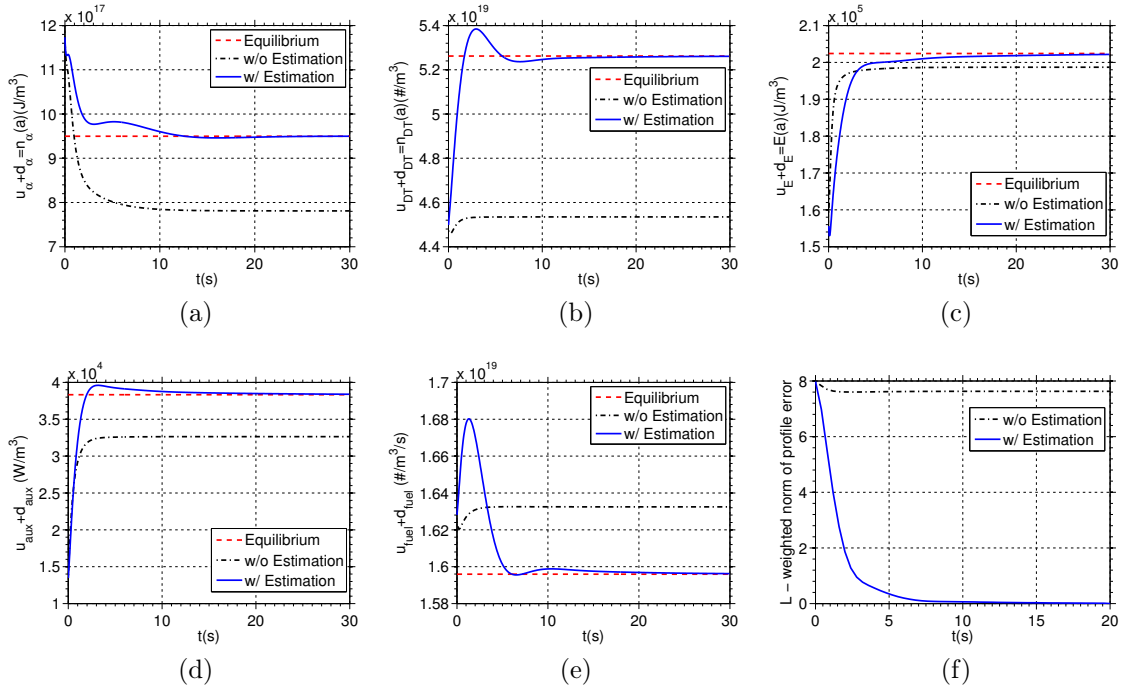 x 10^17
12
11
10
9
8
7
u_α+d_α=n_α(a)(J/m^3)
Equilibrium
w/o Estimation
w/ Estimation
0 10 20 30
t(s)
(a)
x 10^19
5.4
5.2
5
4.8
4.6
4.4
u_DT+d_DT=n_DT(a)(#/m^3)
Equilibrium
w/o Estimation
w/ Estimation
0 10 20 30
t(s)
(b)
x 10^5
2.1
2
1.9
1.8
1.7
1.6
1.5
u_E+d_E=E(a)(J/m^3)
Equilibrium
w/o Estimation
w/ Estimation
0 10 20 30
t(s)
(c)
x 10^4
4
3.5
3
2.5
2
1.5
1
u_aux+d_aux (W/m^3)
Equilibrium
w/o Estimation
w/ Estimation
0 10 20 30
t(s)
(d)
x 10^19
1.7
1.68
1.66
1.64
1.62
1.6
1.58
u_fuel+d_fuel (#/m^3/s)
Equilibrium
w/o Estimation
w/ Estimation
0 10 20 30
t(s)
(e)
8
6
4
2
0
L − weighted norm of profile error
w/o Estimation
w/ Estimation
0 5 10 15 20
t(s)
(f)